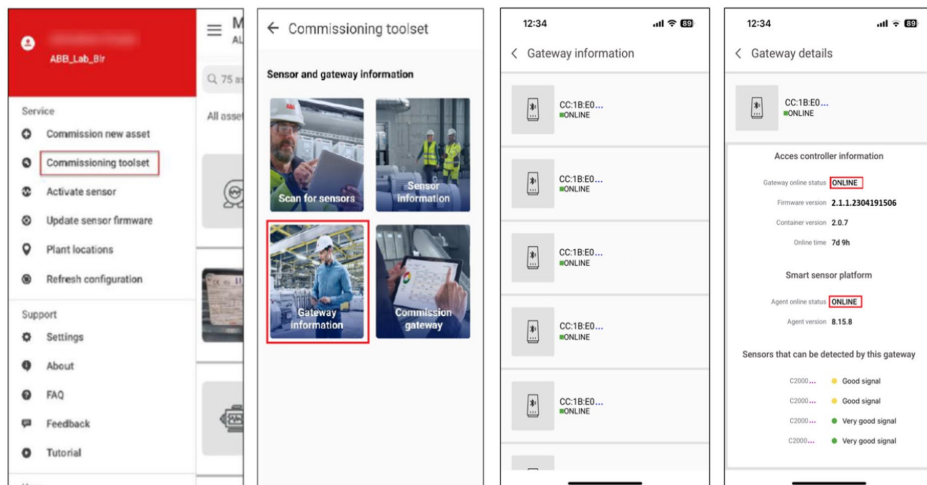 ABB_Lab_Blr
Service
Commission new asset
Commissioning toolset
Activate sensor
Update sensor firmware
Plant locations
Refresh configuration
Support
Settings
About
FAQ
Feedback
Tutorial
M
75 as
All asset
Commissioning toolset
Sensor and gateway information
Scan for sensors
Sensor
information
Gateway
information
Commission
gateway
12:34
89
Gateway information
CC:1B:E0...
ONLINE
CC:1B:E0...
ONLINE
CC:1B:E0...
ONLINE
CC:1B:E0...
ONLINE
CC:1B:E0...
ONLINE
12:34
89
Gateway details
CC:1B:E0...
ONLINE
Acces controller information
Gateway online status ONLINE
Firmware version 2.1.1.2304191506
Container version 2.0.7
Online time 7d 9h
Smart sensor platform
Agent online status ONLINE
Agent version 8.15.8
Sensors that can be detected by this gateway
C2000... Good signal
C2000... Good signal
C2000... Very good signal
C2000... Very good signal